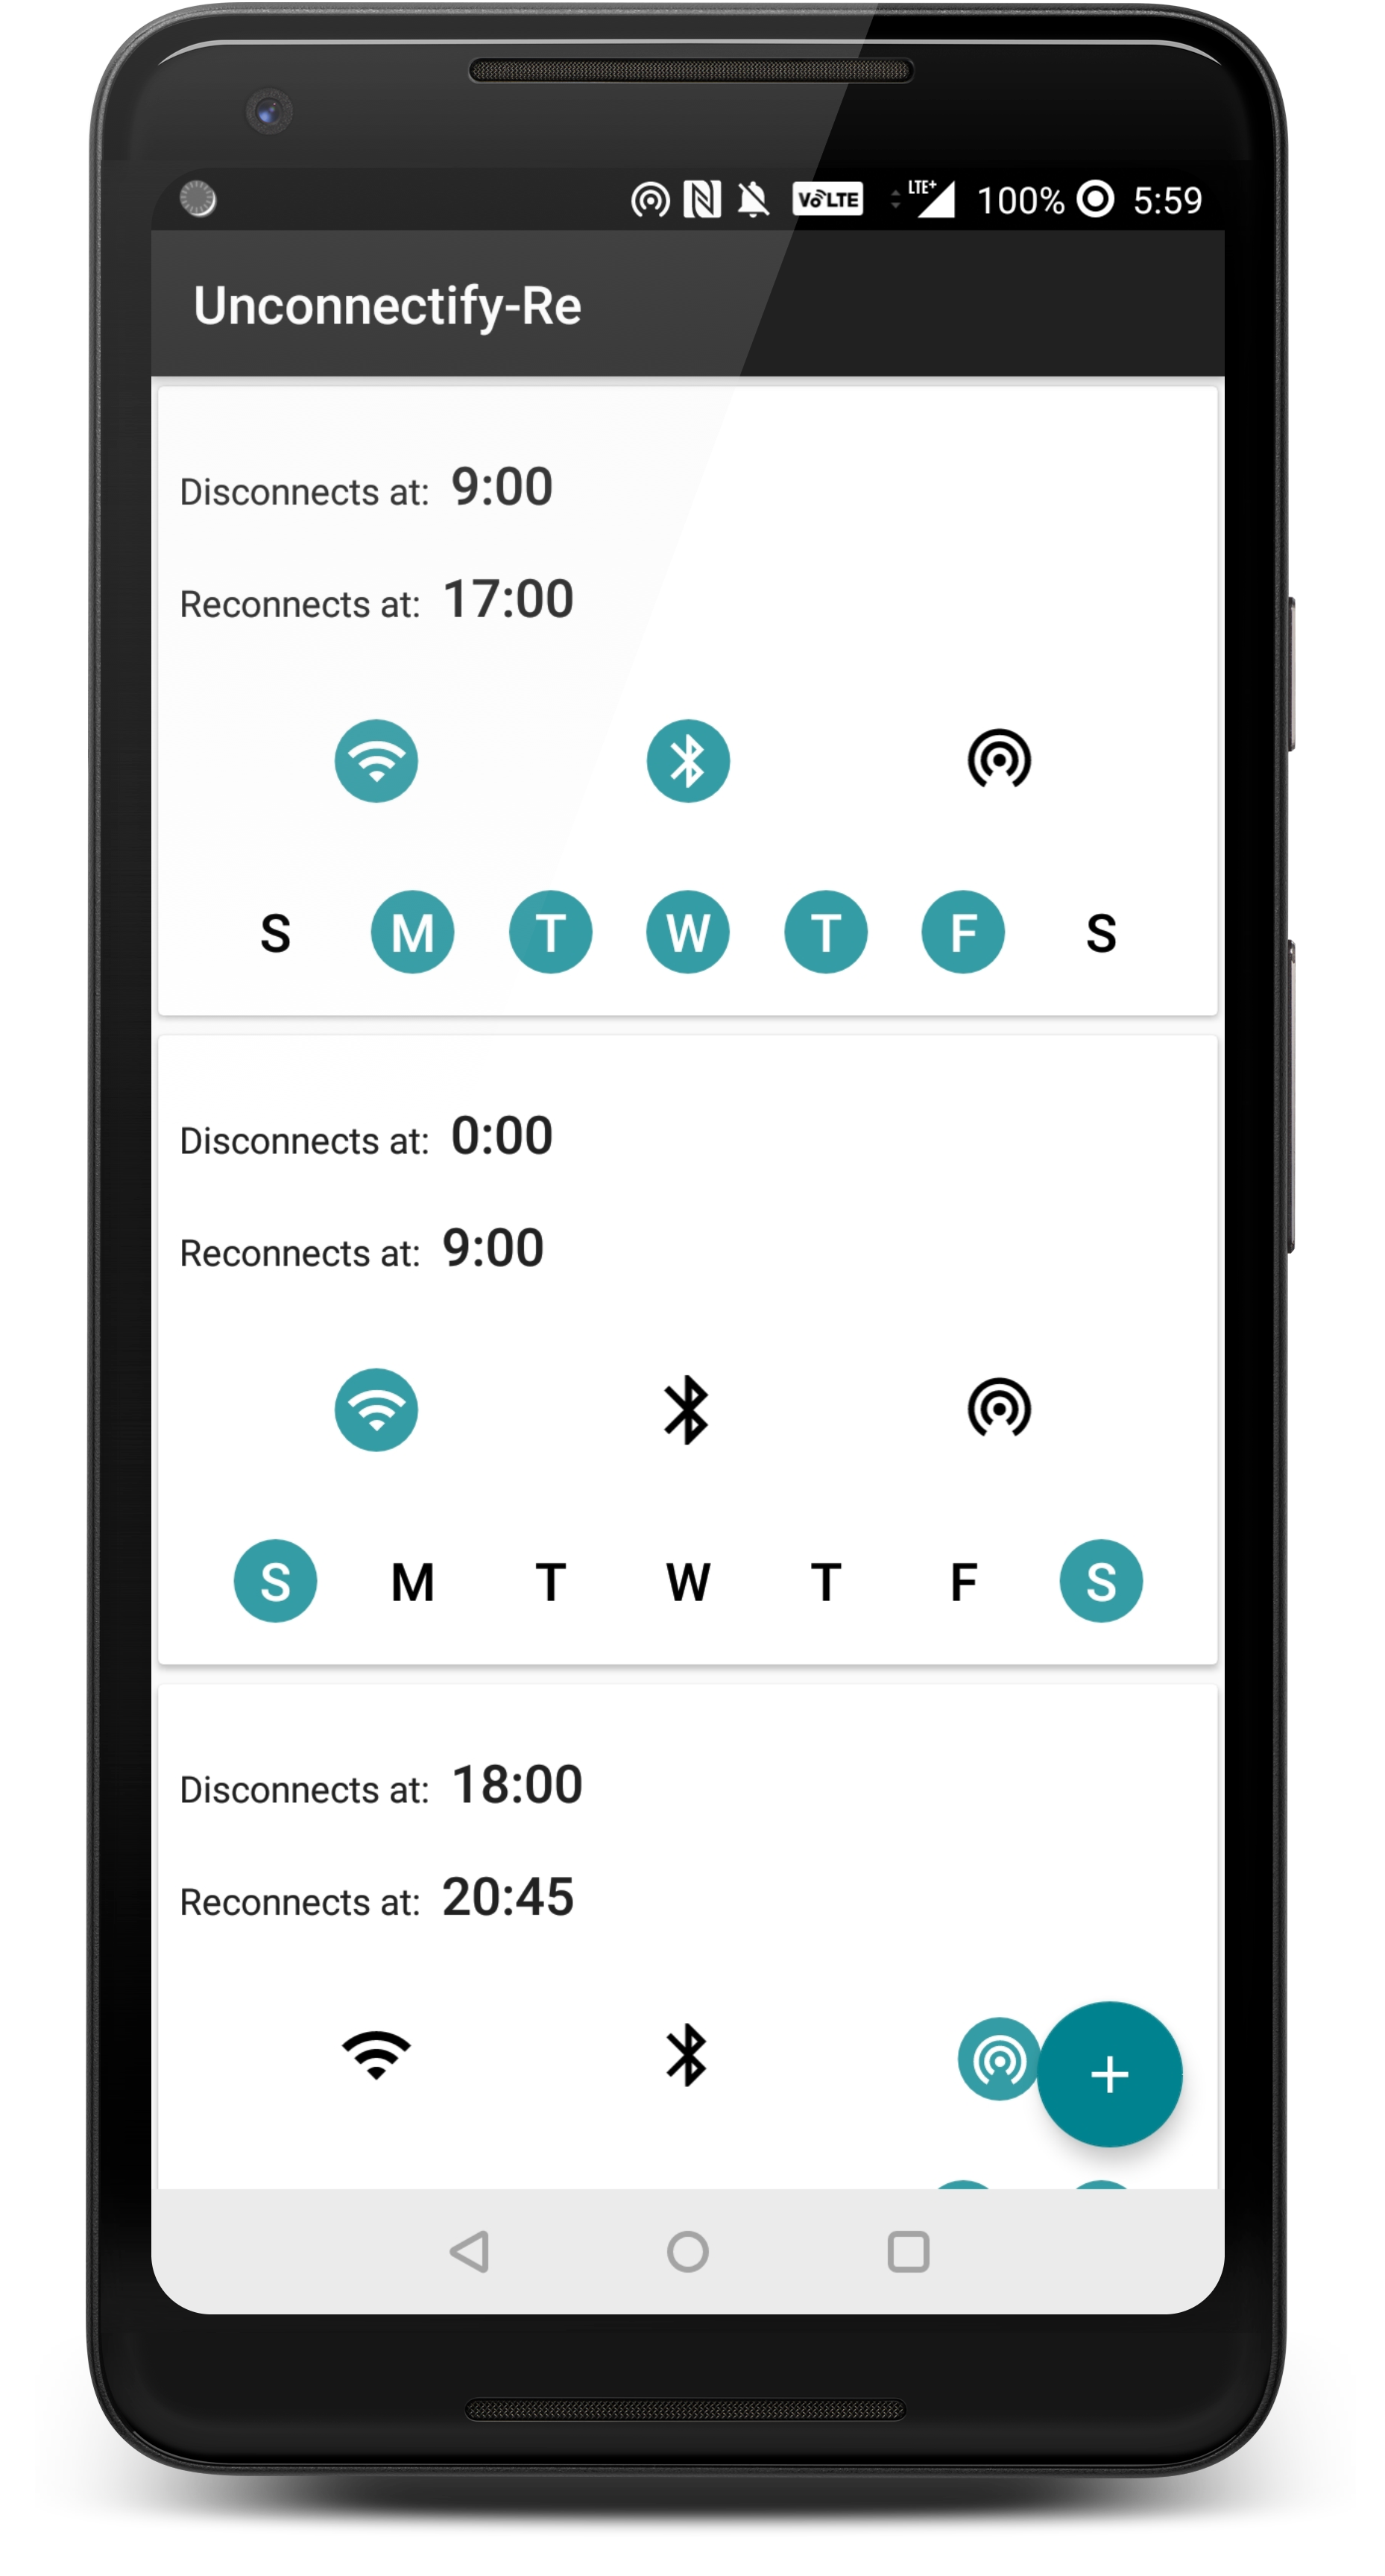 VoLTE LTE+ 100% 5:59
Unconnectify-Re
Disconnects at: 9:00
Reconnects at: 17:00
S M T W T F S
Disconnects at: 0:00
Reconnects at: 9:00
S M T W T F S
Disconnects at: 18:00
Reconnects at: 20:45
+